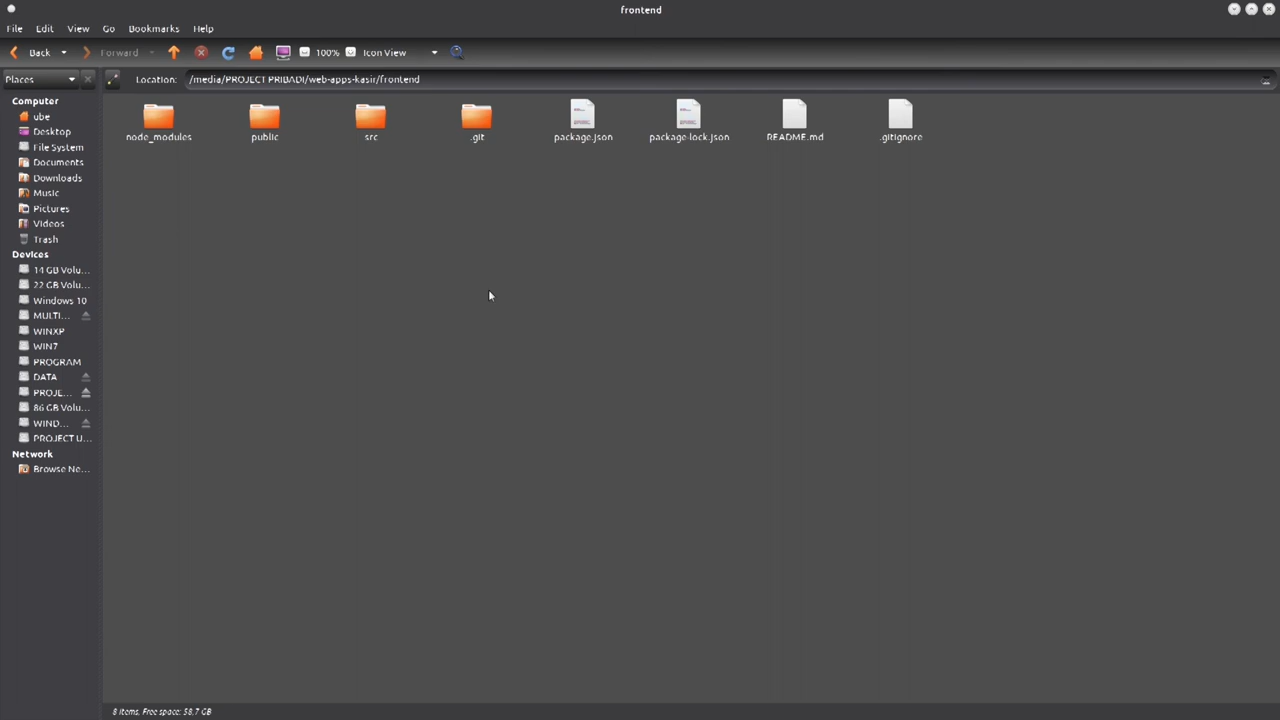 frontend
File Edit View Go Bookmarks Help
Back Forward 100% Icon View
Places Location: /media/PROJECT PRIBADI/web-apps-kasir/frontend
Computer
ube
Desktop
File System
Documents
Downloads
Music
Pictures
Videos
Trash
Devices
14 GB Volu...
22 GB Volu...
Windows 10
MULTI...
WINXP
WIN7
PROGRAM
DATA
PROJE...
86 GB Volu...
WIND...
PROJECT U...
Network
Browse Ne...
node_modules public src .git package.json package-lock.json README.md .gitignore
8 items, Free space: 58,7 GB